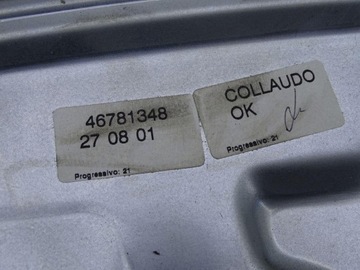 46781348
27 08 01
Progressivo: 21
COLLAUDO
OK
Progressivo: 21